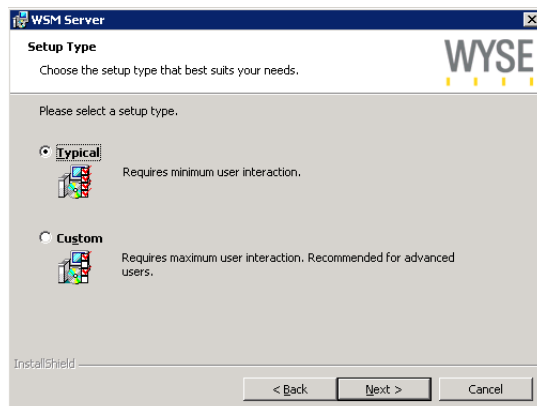 WSM Server
Setup Type
Choose the setup type that best suits your needs.
WYSE
Please select a setup type.
Typical
Requires minimum user interaction.
Custom
Requires maximum user interaction. Recommended for advanced
users.
InstallShield
< Back
Next >
Cancel